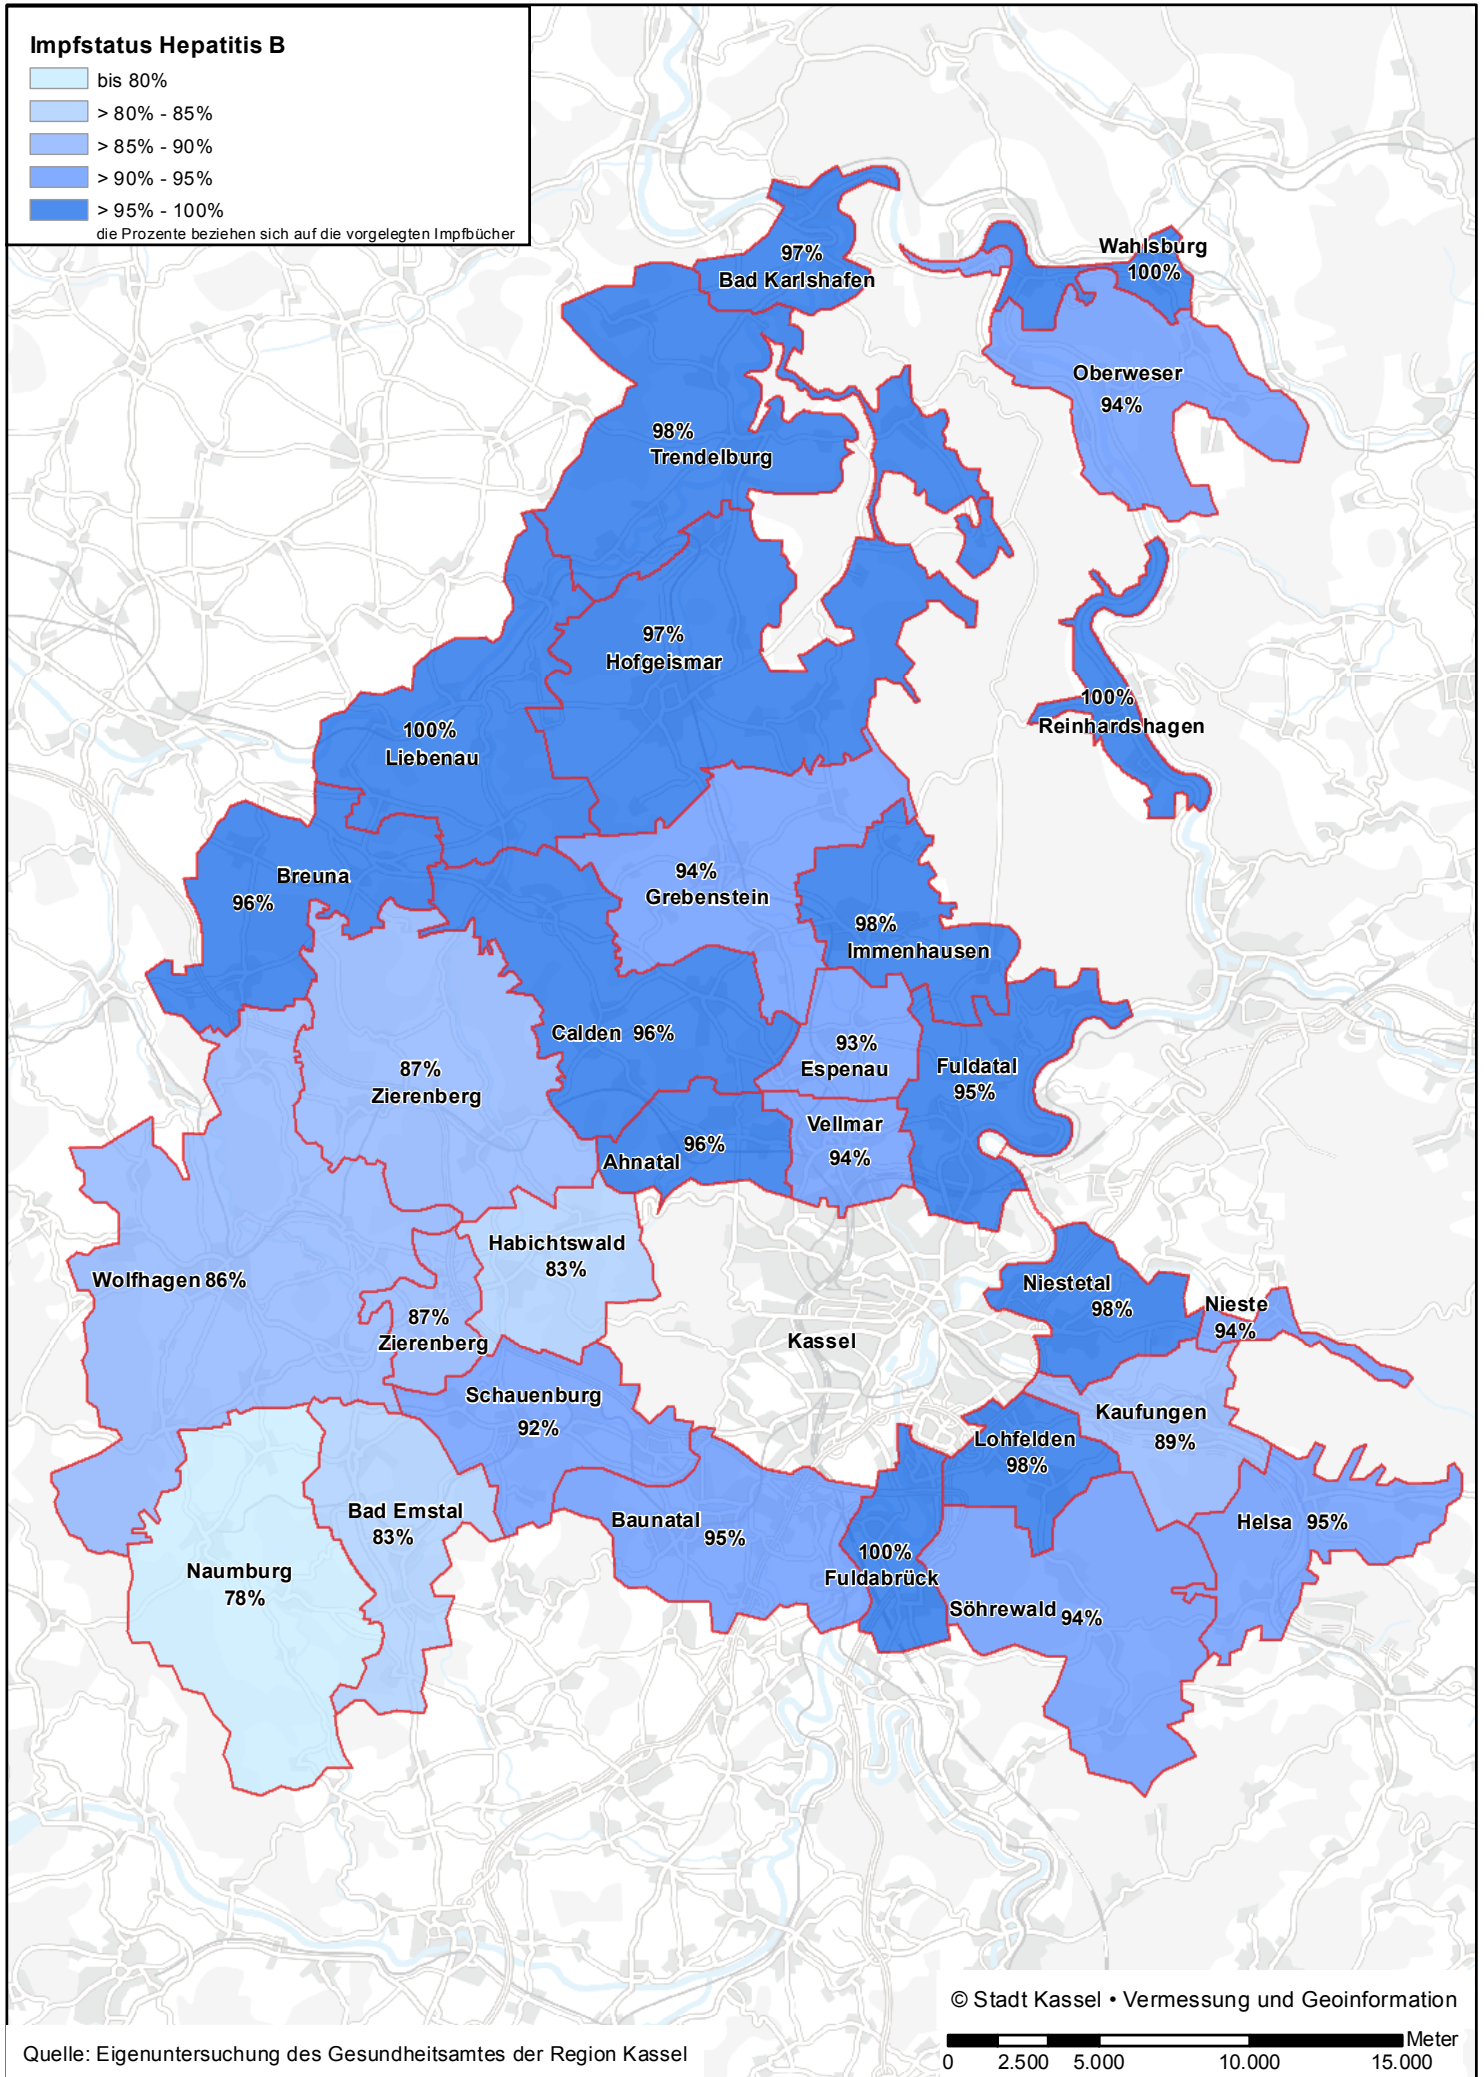 Impfstatus Hepatitis B
bis 80%
> 80% - 85%
> 85% - 90%
> 90% - 95%
> 95% - 100%
die Prozente beziehen sich auf die vorgelegten Impfbücher
97%
Bad Karlshafen
Wahlsburg
100%
Oberweser
94%
98%
Trendelburg
97%
Hofgeismar
100%
Reinhardshagen
100%
Liebenau
Breuna
96%
94%
Grebenstein
98%
Immenhausen
Calden 96%
93%
Espenau
Fuldatal
95%
87%
Zierenberg
Vellmar
94%
Ahnatal 96%
Habichtswald
83%
Wolfhagen 86%
87%
Zierenberg
Kassel
Niestetal
98%
Nieste
94%
Schauenburg
92%
Kaufungen
89%
Lohfelden
98%
Bad Emstal
83%
Baunatal 95%
Helsa 95%
100%
Fuldabrück
Naumburg
78%
Söhrewald 94%
© Stadt Kassel • Vermessung und Geoinformation
Quelle: Eigenuntersuchung des Gesundheitsamtes der Region Kassel
Meter
0 2.500 5.000 10.000 15.000